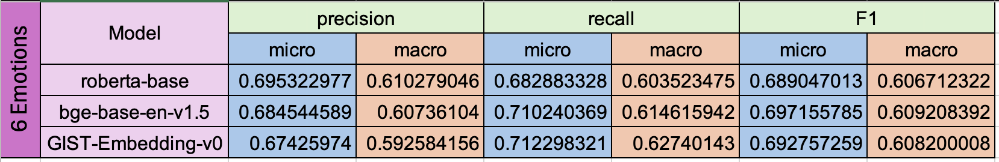 6 Emotions
Model precision recall F1
micro macro micro macro micro macro
roberta-base 0.695322977 0.610279046 0.682883328 0.603523475 0.689047013 0.606712322
bge-base-en-v1.5 0.684544589 0.60736104 0.710240369 0.614615942 0.697155785 0.609208392
GIST-Embedding-v0 0.67425974 0.592584156 0.712298321 0.62740143 0.692757259 0.608200008